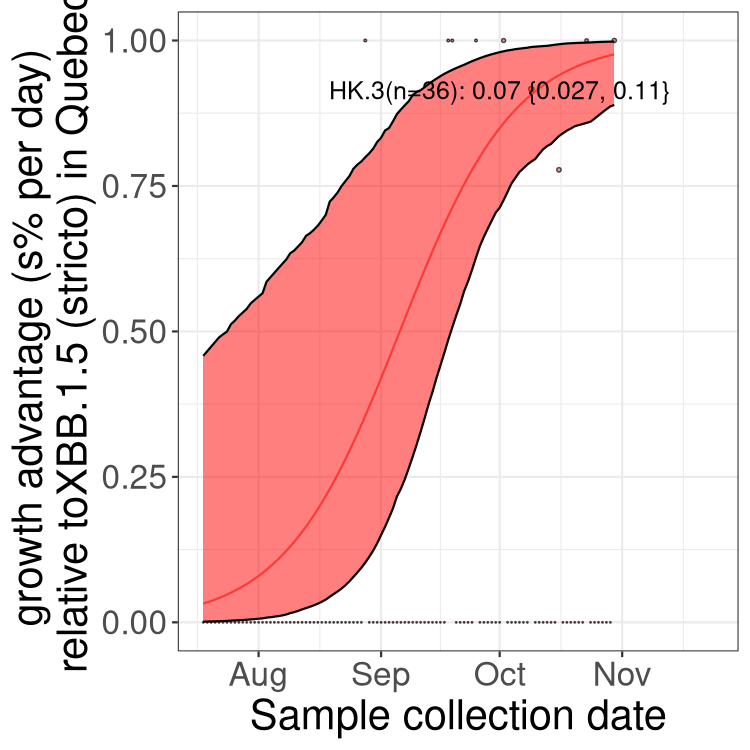 growth advantage (s% per day)
relative toXBB.1.5 (stricto) in Quebec
1.00
0.75
0.50
0.25
0.00
HK.3(n=36): 0.07 {0.027, 0.11}
Aug Sep Oct Nov
Sample collection date